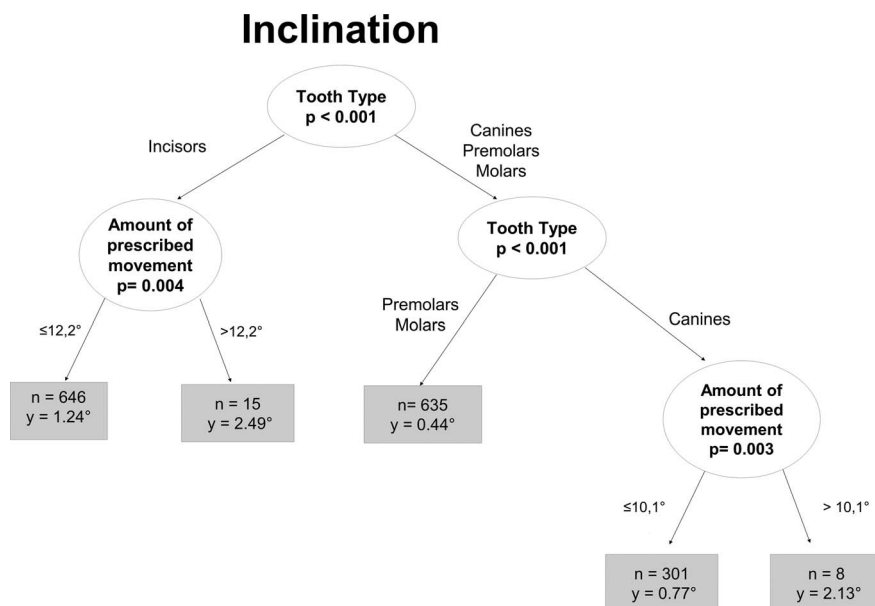 Inclination
Tooth Type
p < 0.001
Incisors
Canines
Premolars
Molars
Amount of
prescribed
movement
p= 0.004
Tooth Type
p < 0.001
≤12,2°
>12,2°
Premolars
Molars
Canines
n = 646
y = 1.24°
n = 15
y = 2.49°
n= 635
y = 0.44°
Amount of
prescribed
movement
p= 0.003
≤10,1°
> 10,1°
n = 301
y = 0.77°
n = 8
y = 2.13°